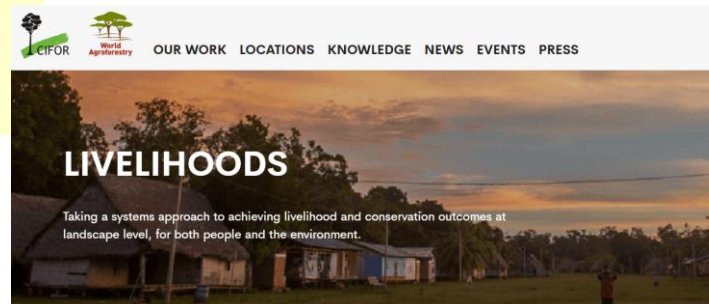 CIFOR
World
Agroforestry
OUR WORK LOCATIONS KNOWLEDGE NEWS EVENTS PRESS
LIVELIHOODS
Taking a systems approach to achieving livelihood and conservation outcomes at
landscape level, for both people and the environment.